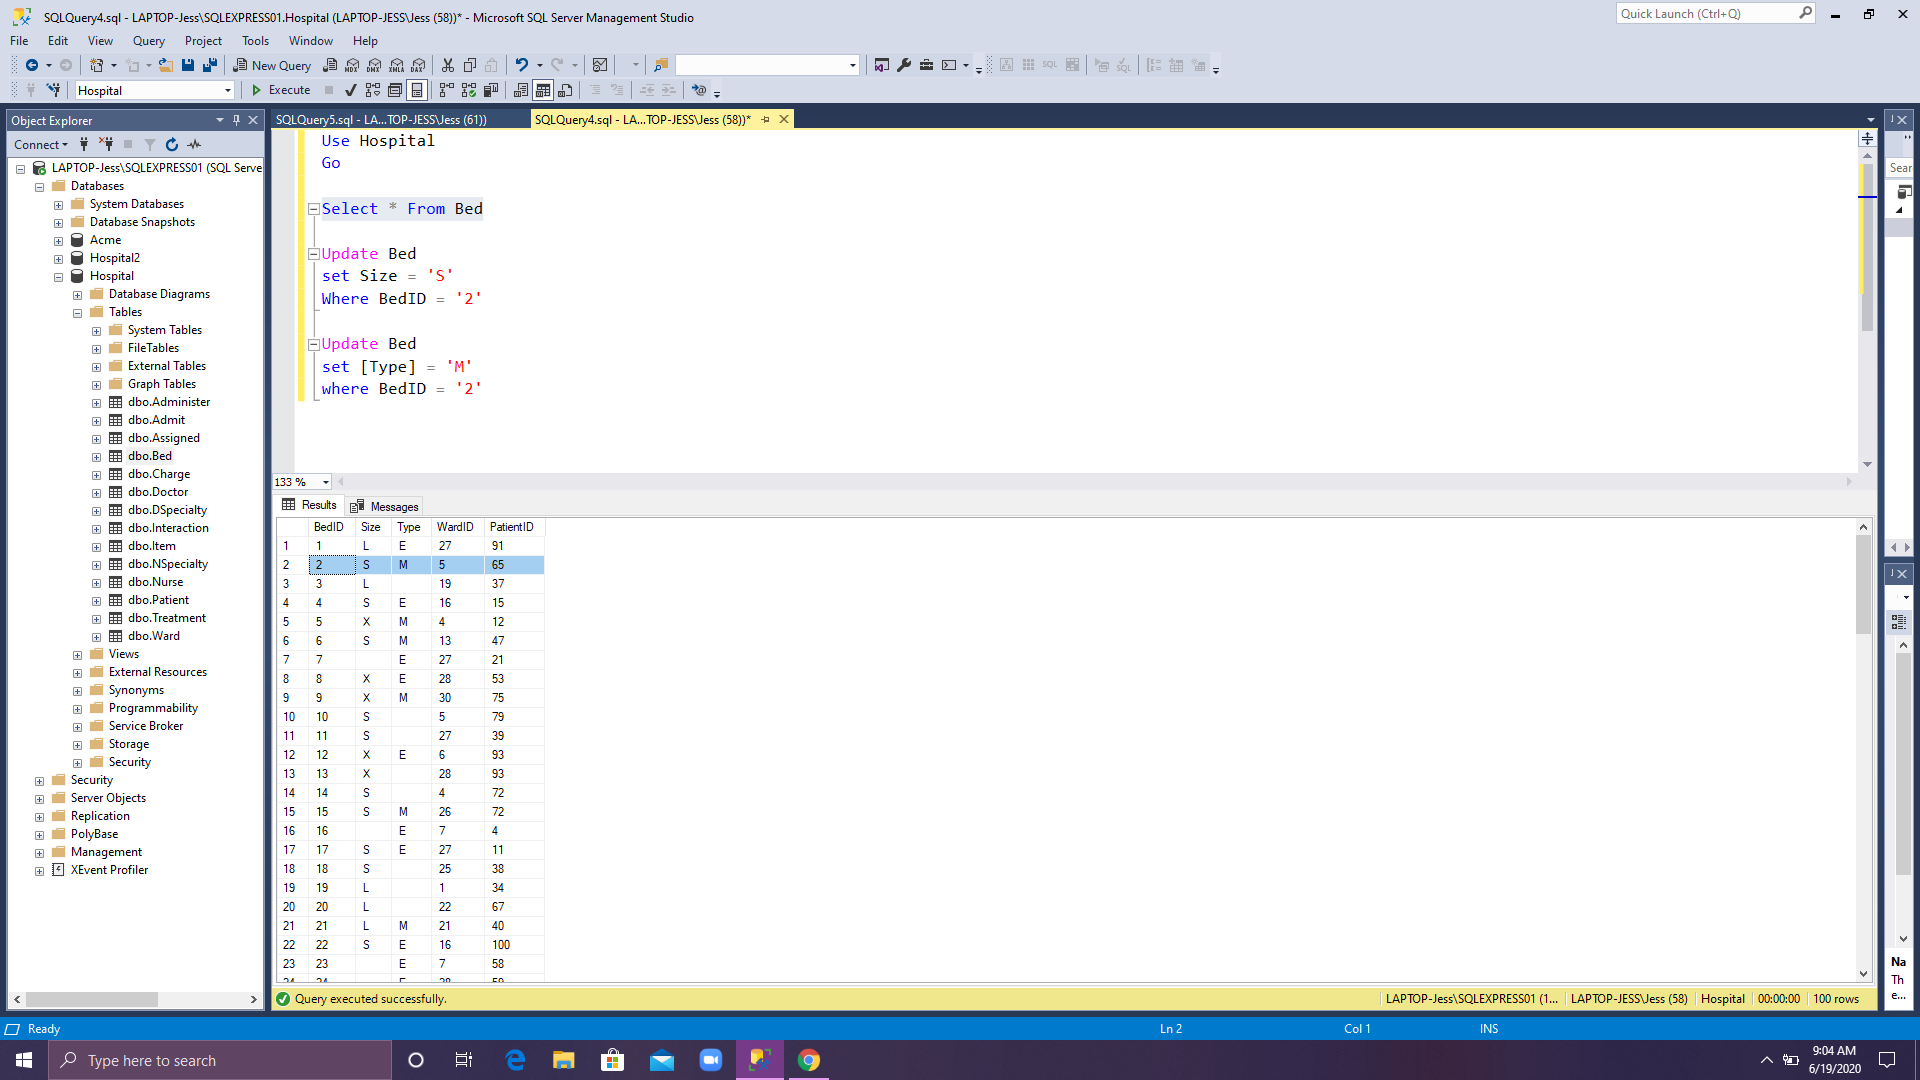 SQLQuery4.sql - LAPTOP-Jess\SQLEXPRESS01.Hospital (LAPTOP-JESS\Jess (58))* - Microsoft SQL Server Management Studio
Quick Launch (Ctrl+Q)
File Edit View Query Project Tools Window Help
New Query MDX DMX XMLA DAX
Hospital Execute
Object Explorer
Connect
LAPTOP-Jess\SQLEXPRESS01 (SQL Serve
Databases
System Databases
Database Snapshots
Acme
Hospital2
Hospital
Database Diagrams
Tables
System Tables
FileTables
External Tables
Graph Tables
dbo.Administer
dbo.Admit
dbo.Assigned
dbo.Bed
dbo.Charge
dbo.Doctor
dbo.DSpecialty
dbo.Interaction
dbo.Item
dbo.NSpecialty
dbo.Nurse
dbo.Patient
dbo.Treatment
dbo.Ward
Views
External Resources
Synonyms
Programmability
Service Broker
Storage
Security
Security
Server Objects
Replication
PolyBase
Management
XEvent Profiler
SQLQuery5.sql - LA...TOP-JESS\Jess (61)) SQLQuery4.sql - LA...TOP-JESS\Jess (58))*
Use Hospital
Go
Select * From Bed
Update Bed
set Size = 'S'
Where BedID = '2'
Update Bed
set [Type] = 'M'
where BedID = '2'
133 %
Results Messages
BedID Size Type WardID PatientID
1 1 L E 27 91
2 2 S M 5 65
3 3 L 19 37
4 4 S E 16 15
5 5 X M 4 12
6 6 S M 13 47
7 7 E 27 21
8 8 X E 28 53
9 9 X M 30 75
10 10 S 5 79
11 11 S 27 39
12 12 X E 6 93
13 13 X 28 93
14 14 S 4 72
15 15 S M 26 72
16 16 E 7 4
17 17 S E 27 11
18 18 S 25 38
19 19 L 1 34
20 20 L 22 67
21 21 L M 21 40
22 22 S E 16 100
23 23 E 7 58
Query executed successfully. LAPTOP-Jess\SQLEXPRESS01 (1... LAPTOP-JESS\Jess (58) Hospital 00:00:00 100 rows
Sear
Na
Th
e...
Ready Ln 2 Col 1 INS
Type here to search
9:04 AM
6/19/2020